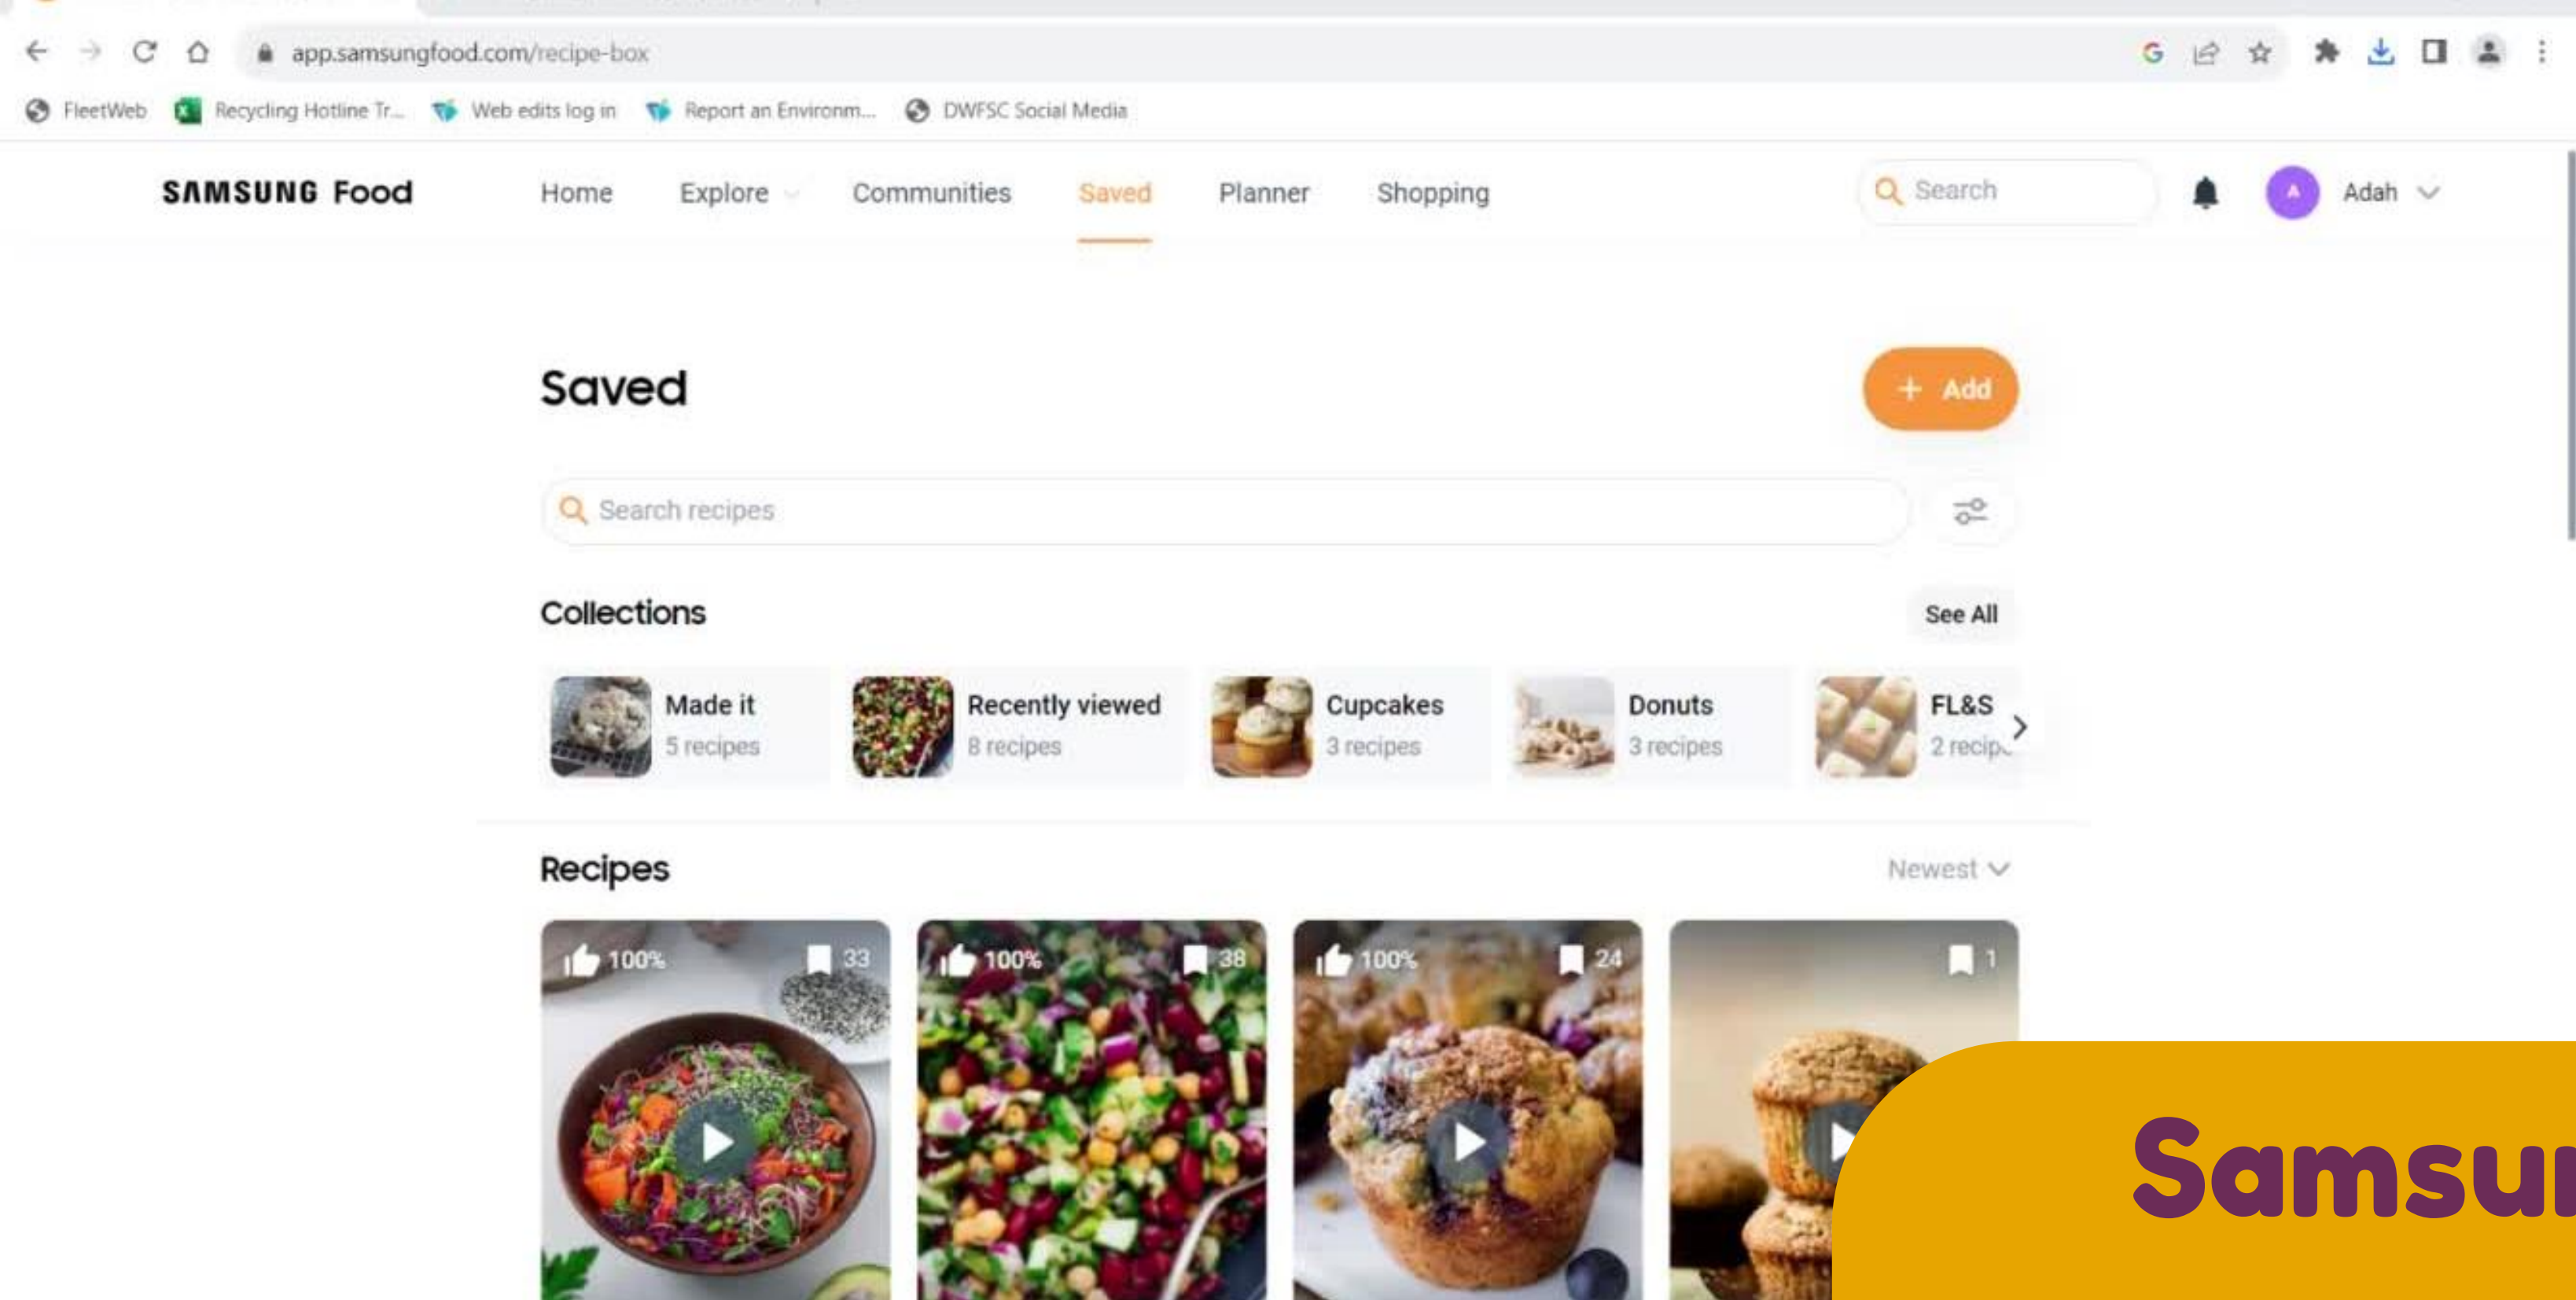 app.samsungfood.com/recipe-box
FleetWeb Recycling Hotline Tr... Web edits log in Report an Environm... DWFSC Social Media
SAMSUNG Food Home Explore Communities Saved Planner Shopping Search A Adah
Saved + Add
Search recipes
Collections See All
Made it Recently viewed Cupcakes Donuts FL&S
5 recipes 8 recipes 3 recipes 3 recipes 2 recip
Recipes Newest
100% 33 100% 38 100% 24 1
Samsu